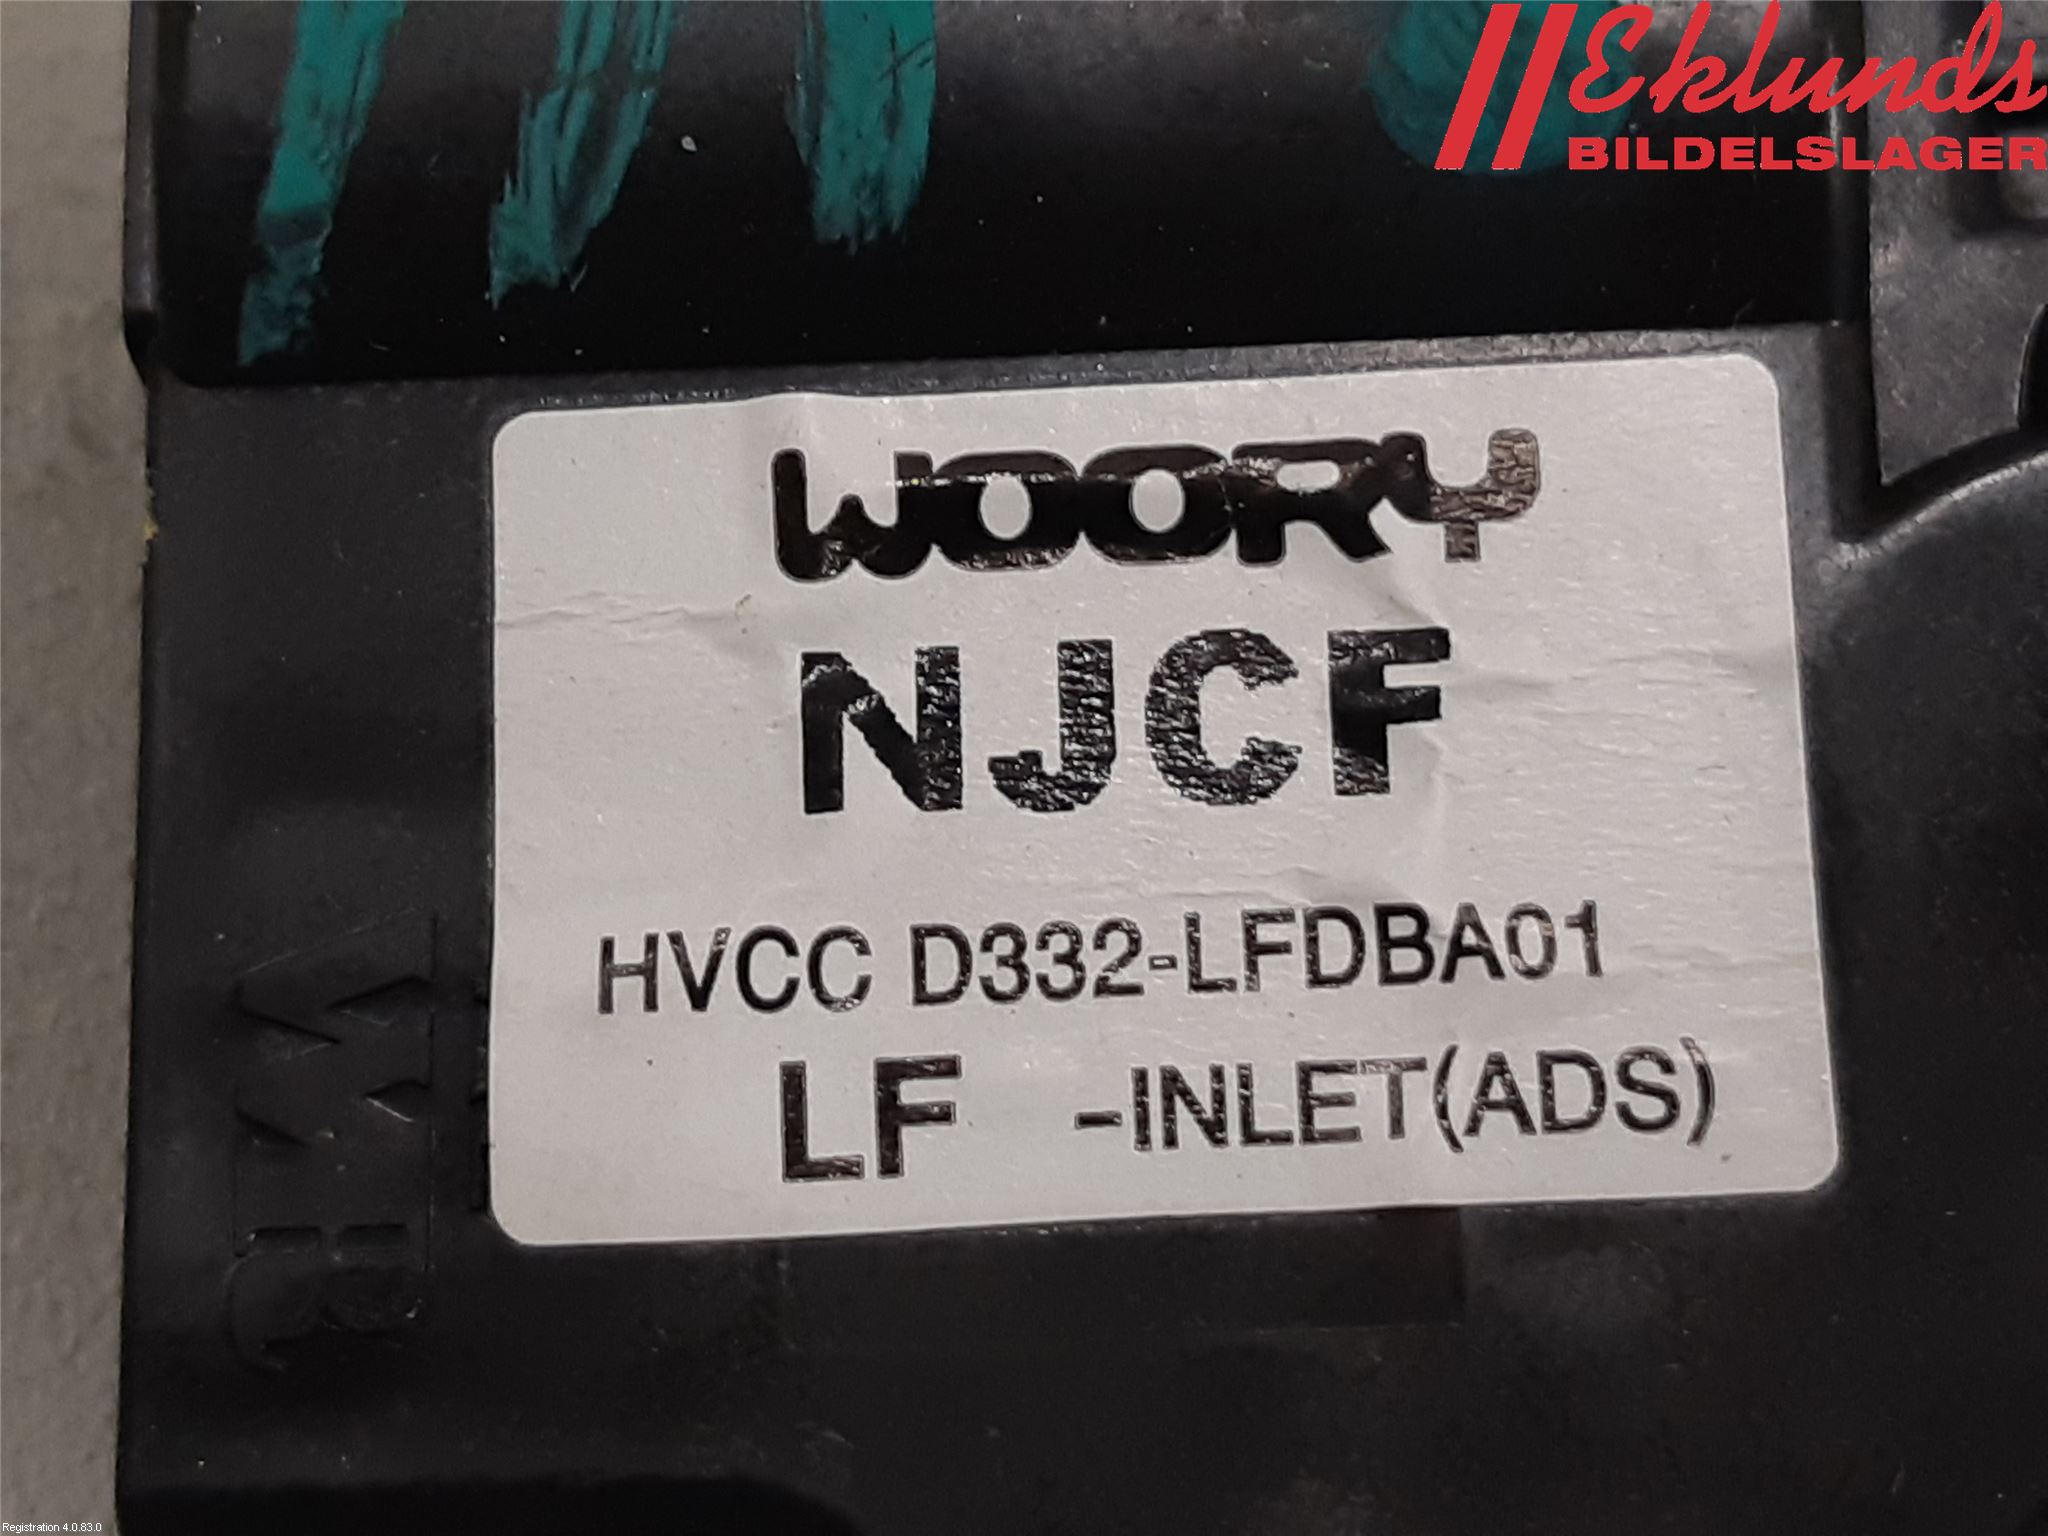 Eklunds
BILDELSLAGER
WOORY
NJCF
HVCC D332-LFDBA01
LF -INLET(ADS)
Registration 4.0.83.0